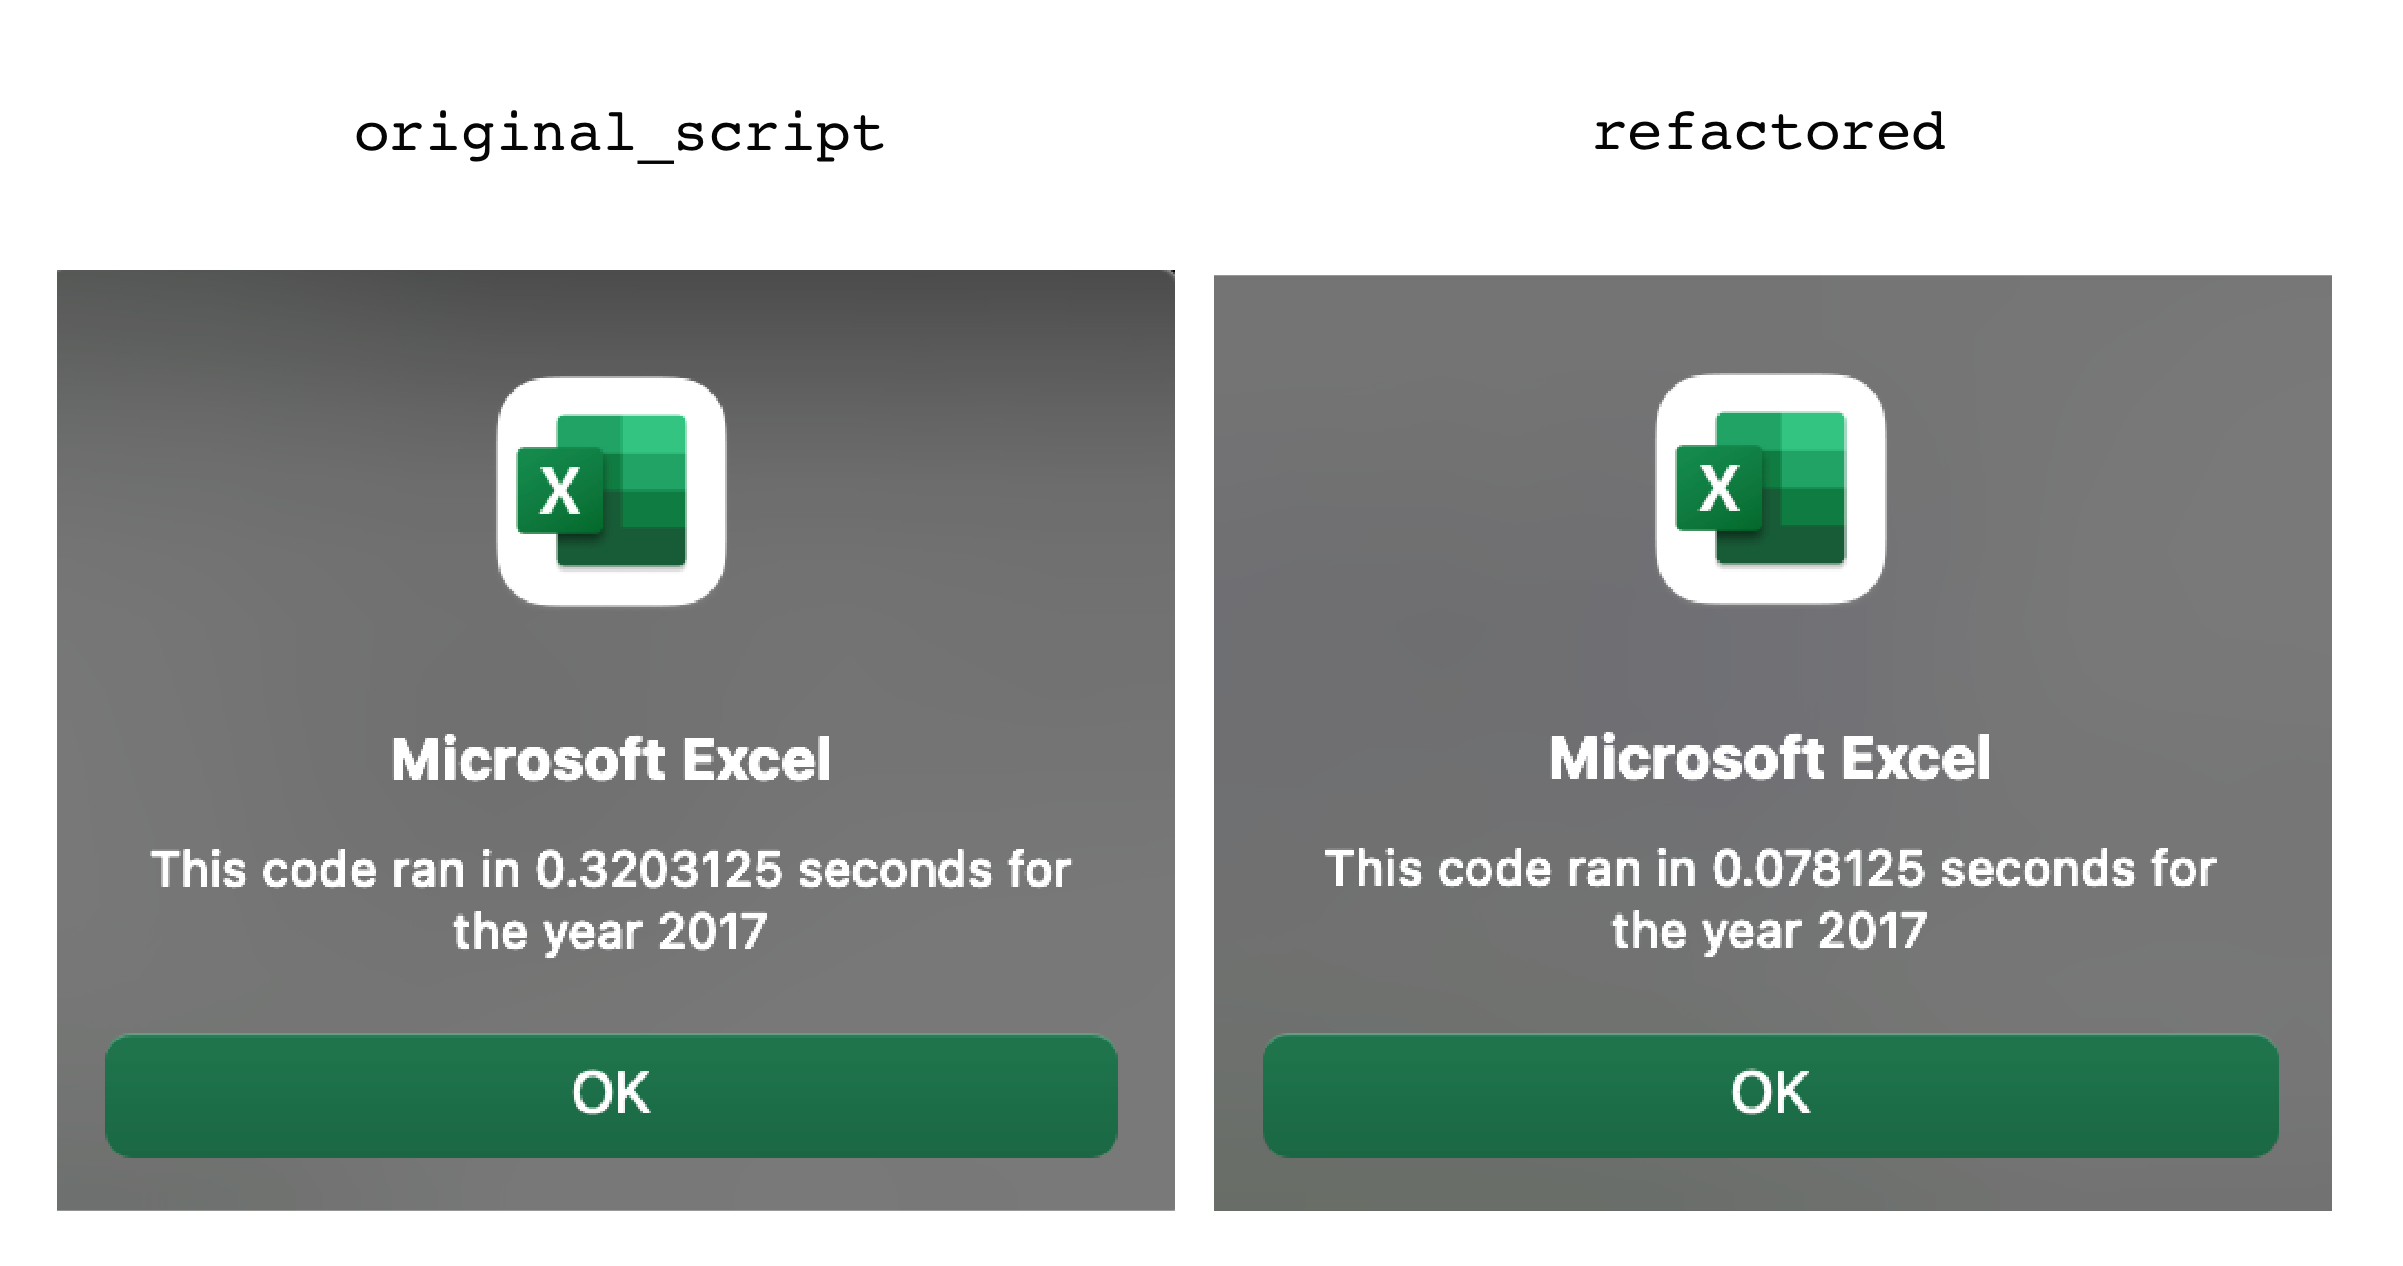 original_script
refactored
X
Microsoft Excel
This code ran in 0.3203125 seconds for
the year 2017
OK
X
Microsoft Excel
This code ran in 0.078125 seconds for
the year 2017
OK